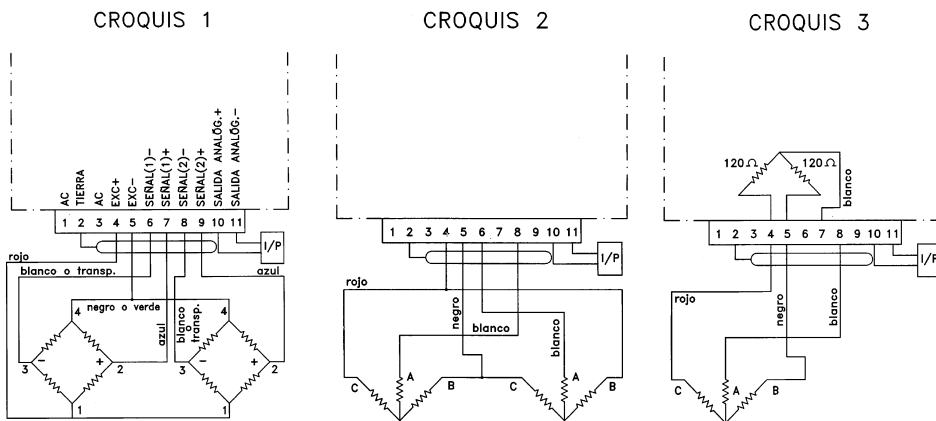 CROQUIS 1
AC
TIERRA
AC
EXC+
EXC-
SEÑAL(1)-
SEÑAL(1)+
SEÑAL(2)-
SEÑAL(2)+
SALIDA ANALÓG.+
SALIDA ANALÓG.-
1 2 3 4 5 6 7 8 9 10 11
I/P
rojo
blanco o transp.
azul
negro o verde
azul
blanco
o
transp.
4
3
-
+
2
1
4
3
-
+
2
1
CROQUIS 2
1 2 3 4 5 6 7 8 9 10 11
I/P
rojo
negro
blanco
blanco
C
A
B
C
A
B
CROQUIS 3
120Ω
120Ω
blanco
1 2 3 4 5 6 7 8 9 10 11
I/P
rojo
negro
blanco
C
A
B